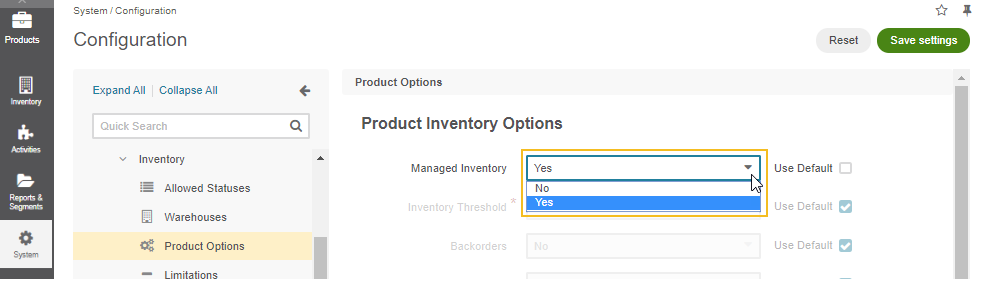 System / Configuration
Configuration
Reset
Save settings
Products
Inventory
Activities
Reports &
Segments
System
Expand All | Collapse All
Quick Search
Inventory
Allowed Statuses
Warehouses
Product Options
Limitations
Product Options
Product Inventory Options
Managed Inventory
Yes
Use Default
No
Yes
Inventory Threshold *
Use Default
Backorders
No
Use Default